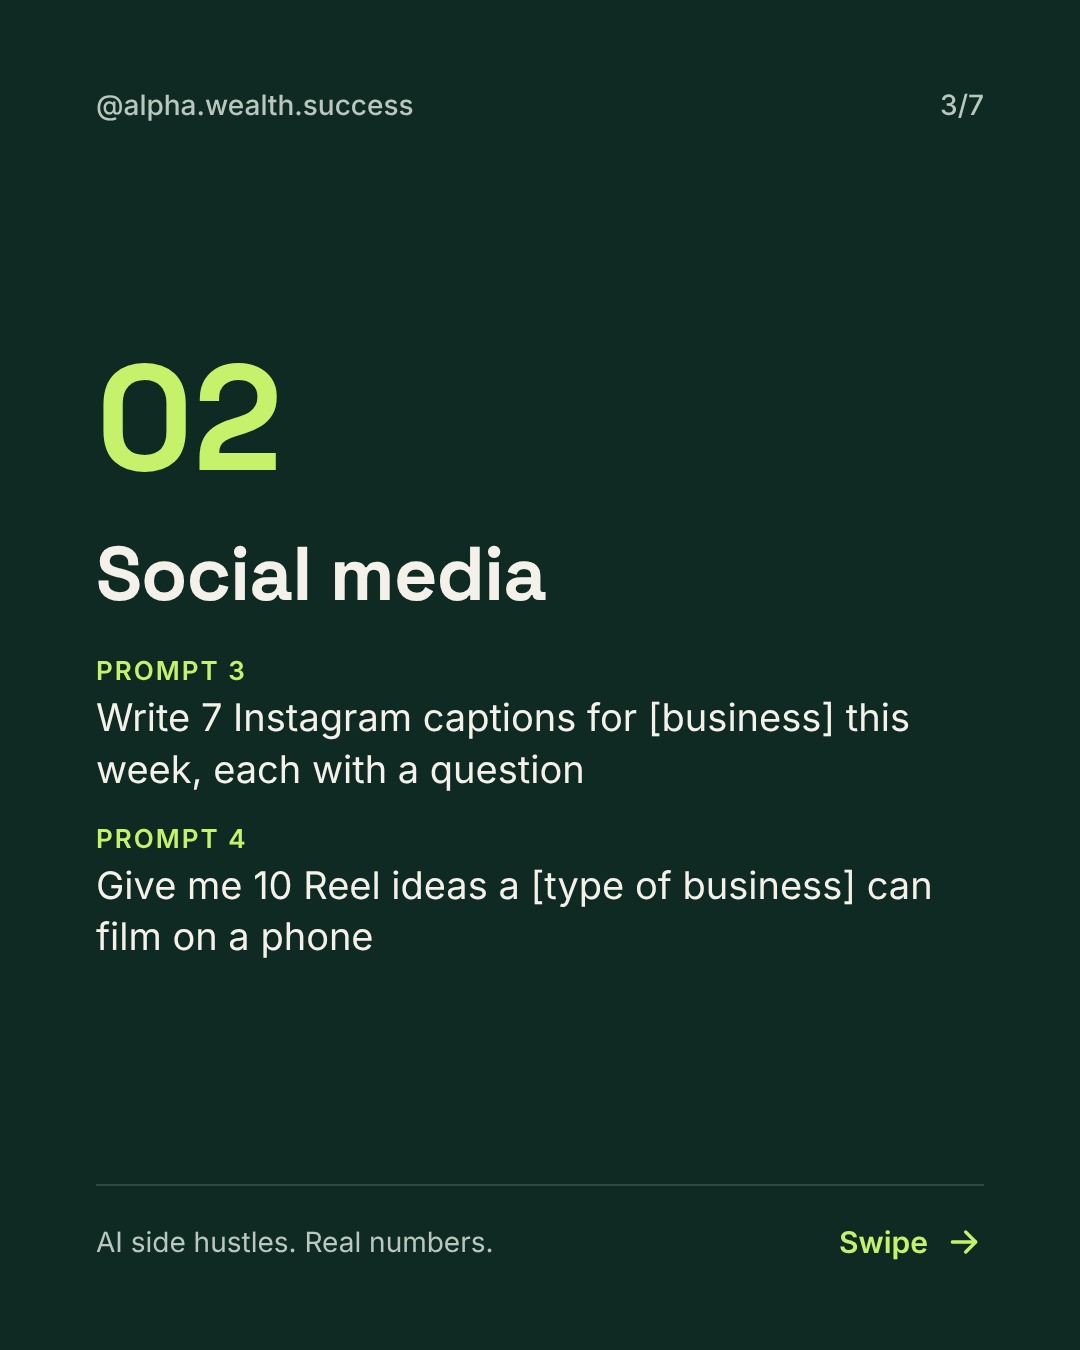 @alpha.wealth.success
3/7
02
Social media
PROMPT 3
Write 7 Instagram captions for [business] this
week, each with a question
PROMPT 4
Give me 10 Reel ideas a [type of business] can
film on a phone
AI side hustles. Real numbers.
Swipe →